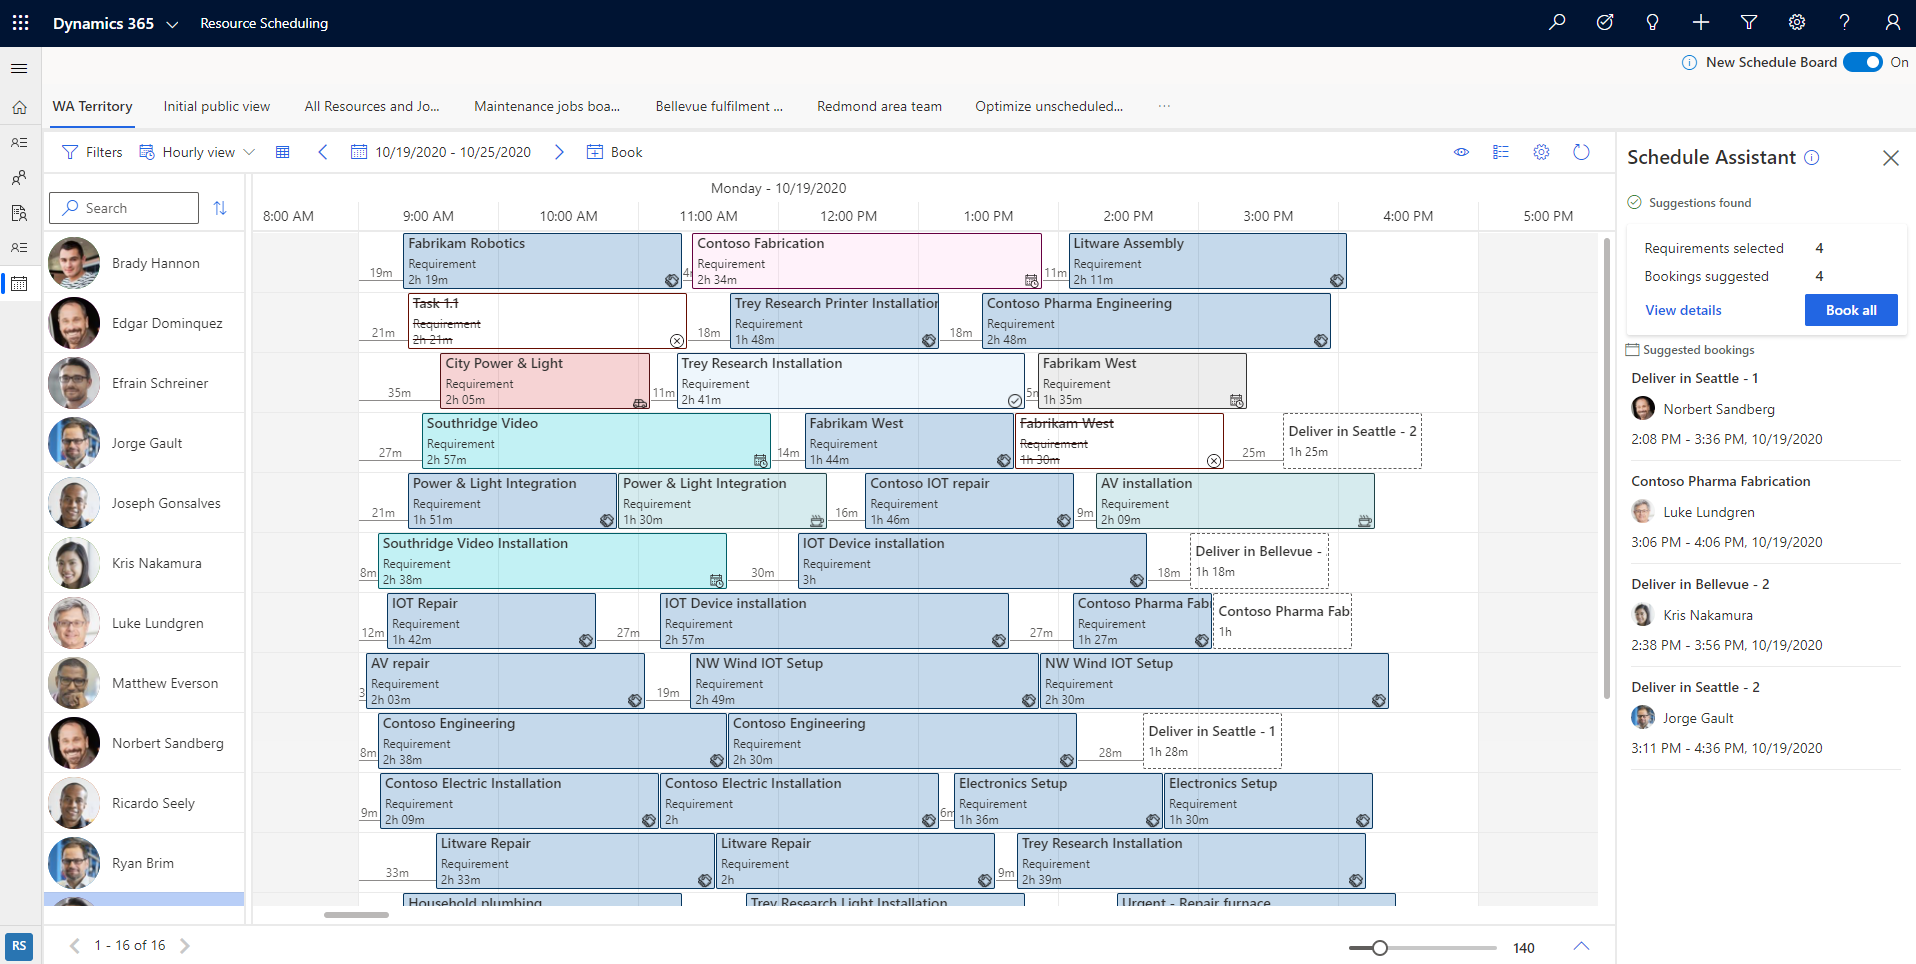 Dynamics 365
Resource Scheduling
New Schedule Board
On
WA Territory
Initial public view
All Resources and Jo...
Maintenance jobs boa...
Bellevue fulfilment ...
Redmond area team
Optimize unscheduled...
...
Filters
Hourly view
10/19/2020 - 10/25/2020
Book
Search
Monday - 10/19/2020
8:00 AM
9:00 AM
10:00 AM
11:00 AM
12:00 PM
1:00 PM
2:00 PM
3:00 PM
4:00 PM
5:00 PM
Brady Hannon
19m
Fabrikam Robotics
Requirement
2h 19m
Contoso Fabrication
Requirement
2h 34m
11m
Litware Assembly
Requirement
2h 11m
Edgar Dominquez
21m
Task 1.1
Requirement
2h 21m
18m
Trey Research Printer Installation
Requirement
1h 48m
18m
Contoso Pharma Engineering
Requirement
2h 48m
Efrain Schreiner
35m
City Power & Light
Requirement
2h 05m
11m
Trey Research Installation
Requirement
2h 41m
5m
Fabrikam West
Requirement
1h 35m
Jorge Gault
27m
Southridge Video
Requirement
2h 57m
14m
Fabrikam West
Requirement
1h 44m
Fabrikam West
Requirement
1h 30m
25m
Deliver in Seattle - 2
1h 25m
Joseph Gonsalves
21m
Power & Light Integration
Requirement
1h 51m
Power & Light Integration
Requirement
1h 30m
16m
Contoso IOT repair
Requirement
1h 46m
9m
AV installation
Requirement
2h 09m
Kris Nakamura
8m
Southridge Video Installation
Requirement
2h 38m
30m
IOT Device installation
Requirement
3h
18m
Deliver in Bellevue -
1h 18m
Luke Lundgren
12m
IOT Repair
Requirement
1h 42m
27m
IOT Device installation
Requirement
2h 57m
27m
Contoso Pharma Fab
Requirement
1h 27m
Contoso Pharma Fab
1h
Matthew Everson
3
AV repair
Requirement
2h 03m
19m
NW Wind IOT Setup
Requirement
2h 49m
NW Wind IOT Setup
Requirement
2h 30m
Norbert Sandberg
8m
Contoso Engineering
Requirement
2h 38m
Contoso Engineering
Requirement
2h 30m
28m
Deliver in Seattle - 1
1h 28m
Ricardo Seely
9m
Contoso Electric Installation
Requirement
2h 09m
Contoso Electric Installation
Requirement
2h
6m
Electronics Setup
Requirement
1h 36m
Electronics Setup
Requirement
1h 30m
Ryan Brim
33m
Litware Repair
Requirement
2h 33m
Litware Repair
Requirement
2h
9m
Trey Research Installation
Requirement
2h 39m
Household plumbing
Trey Research Light Installation
Urgent - Repair furnace
RS
1 - 16 of 16
140
Schedule Assistant
Suggestions found
Requirements selected 4
Bookings suggested 4
View details
Book all
Suggested bookings
Deliver in Seattle - 1
Norbert Sandberg
2:08 PM - 3:36 PM, 10/19/2020
Contoso Pharma Fabrication
Luke Lundgren
3:06 PM - 4:06 PM, 10/19/2020
Deliver in Bellevue - 2
Kris Nakamura
2:38 PM - 3:56 PM, 10/19/2020
Deliver in Seattle - 2
Jorge Gault
3:11 PM - 4:36 PM, 10/19/2020